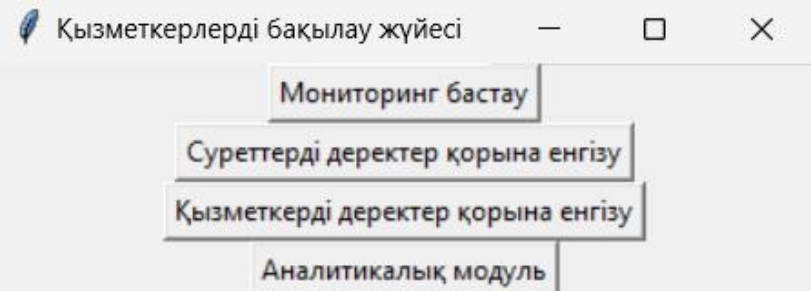 Қызметкерлерді бақылау жүйесі
Мониторинг бастау
Суреттерді деректер қорына енгізу
Қызметкерді деректер қорына енгізу
Аналитикалық модуль